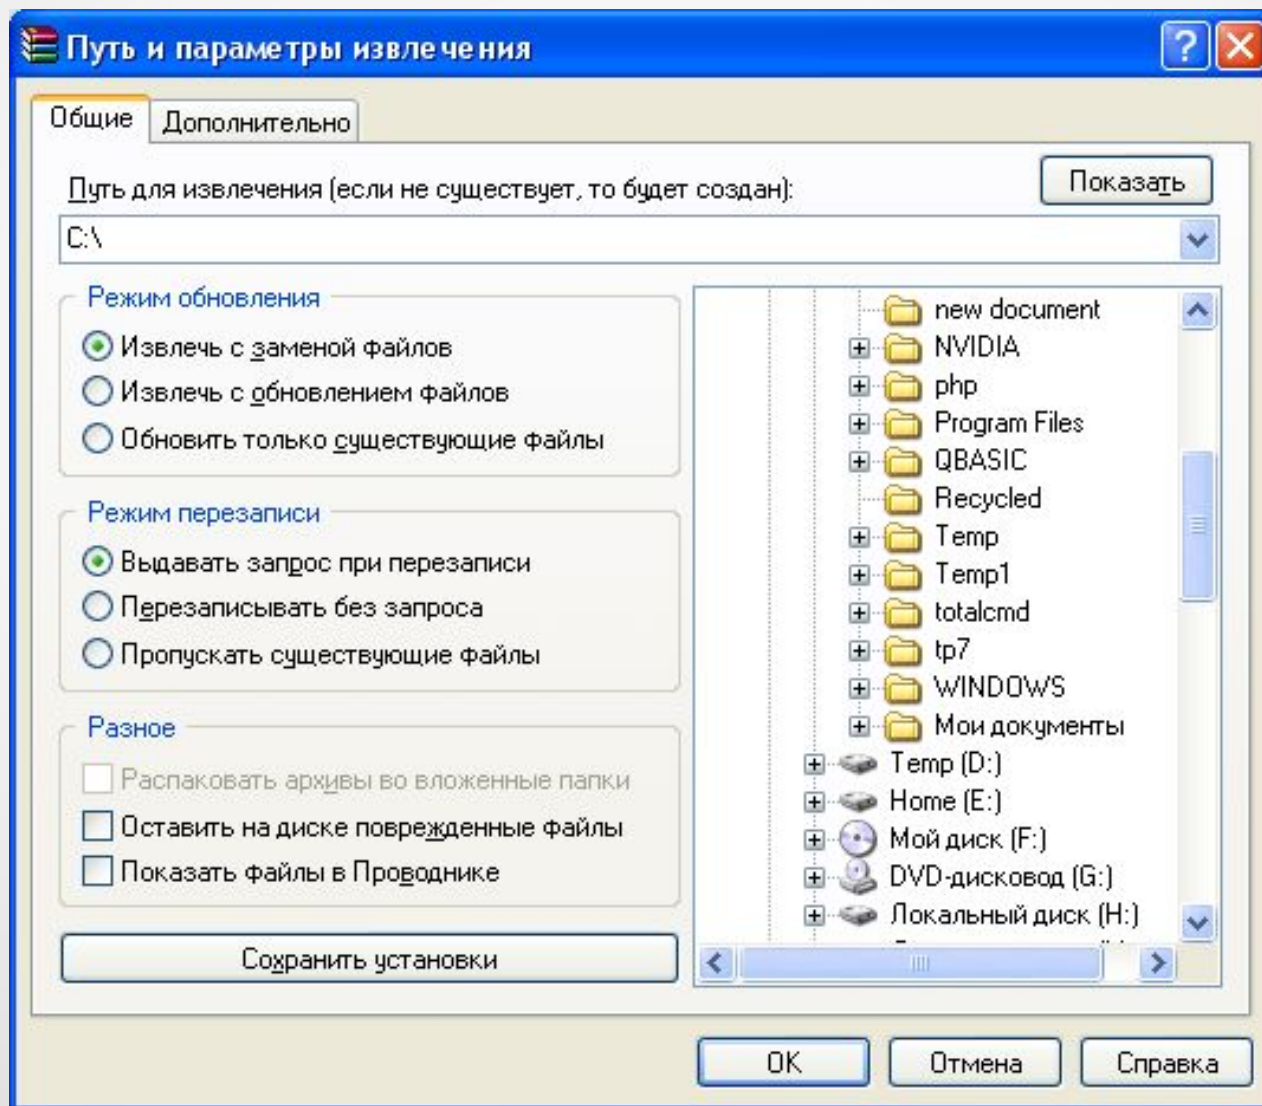 Путь и параметры извлечения
Общие
Дополнительно
Путь для извлечения (если не существует, то будет создан):
Показать
C:\
Режим обновления
Извлечь с заменой файлов
Извлечь с обновлением файлов
Обновить только существующие файлы
Режим перезаписи
Выдавать запрос при перезаписи
Перезаписывать без запроса
Пропускать существующие файлы
Разное
Распаковать архивы во вложенные папки
Оставить на диске поврежденные файлы
Показать файлы в Проводнике
Сохранить установки
new document
NVIDIA
php
Program Files
QBASIC
Recycled
Temp
Temp1
totalcmd
tp7
WINDOWS
Мои документы
Temp (D:)
Home (E:)
Мой диск (F:)
DVD-дисковод (G:)
Локальный диск (H:)
OK
Отмена
Справка